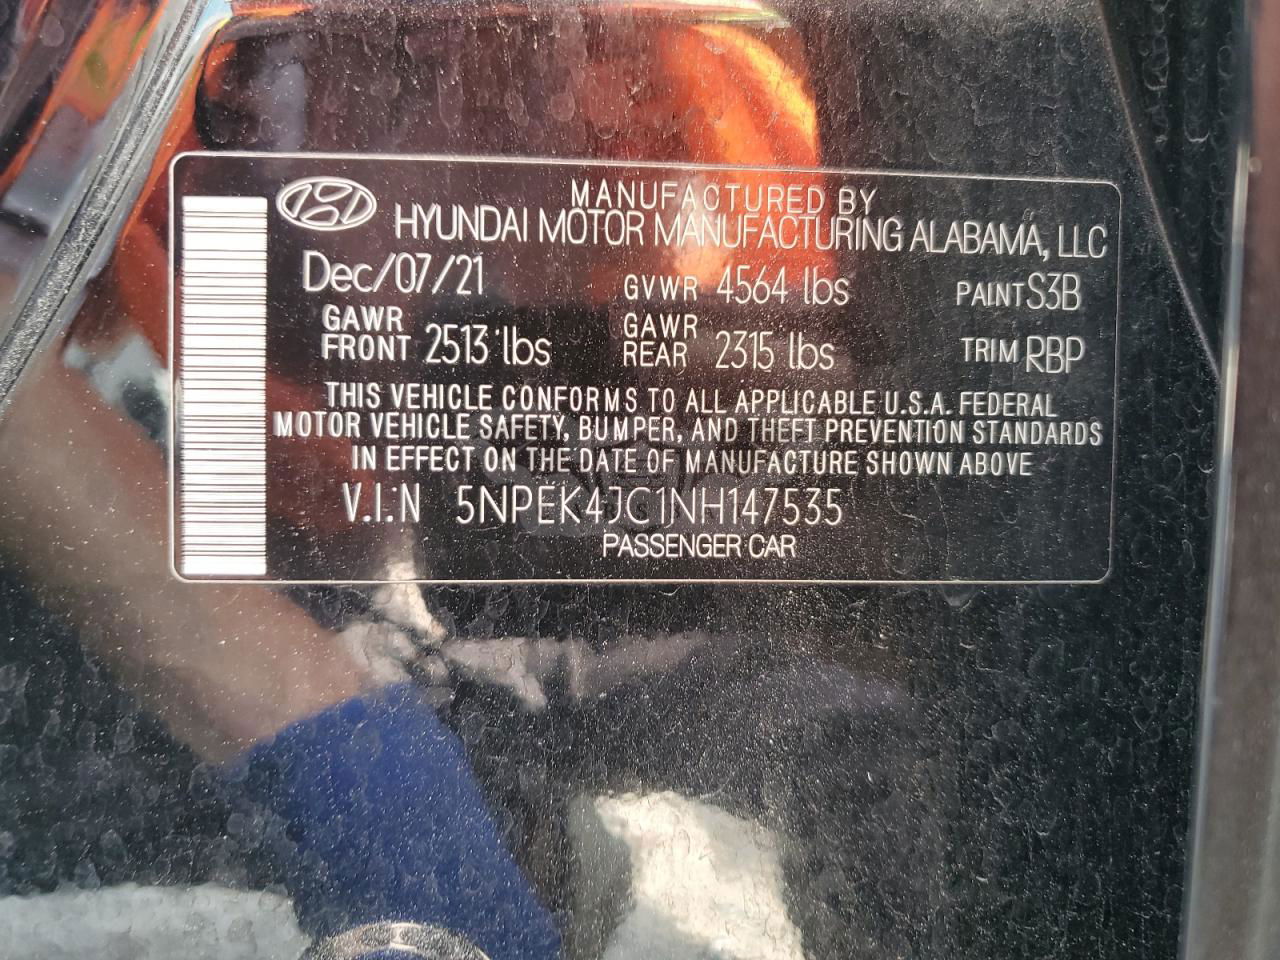 MANUFACTURED BY
HYUNDAI MOTOR MANUFACTURING ALABAMA, LLC
Dec/07/21 GVWR 4564 lbs PAINT S3B
GAWR FRONT 2513 lbs GAWR REAR 2315 lbs TRIM RBP
THIS VEHICLE CONFORMS TO ALL APPLICABLE U.S.A. FEDERAL
MOTOR VEHICLE SAFETY, BUMPER, AND THEFT PREVENTION STANDARDS
IN EFFECT ON THE DATE OF MANUFACTURE SHOWN ABOVE
V.I.N 5NPEK4JC1NH147535
PASSENGER CAR